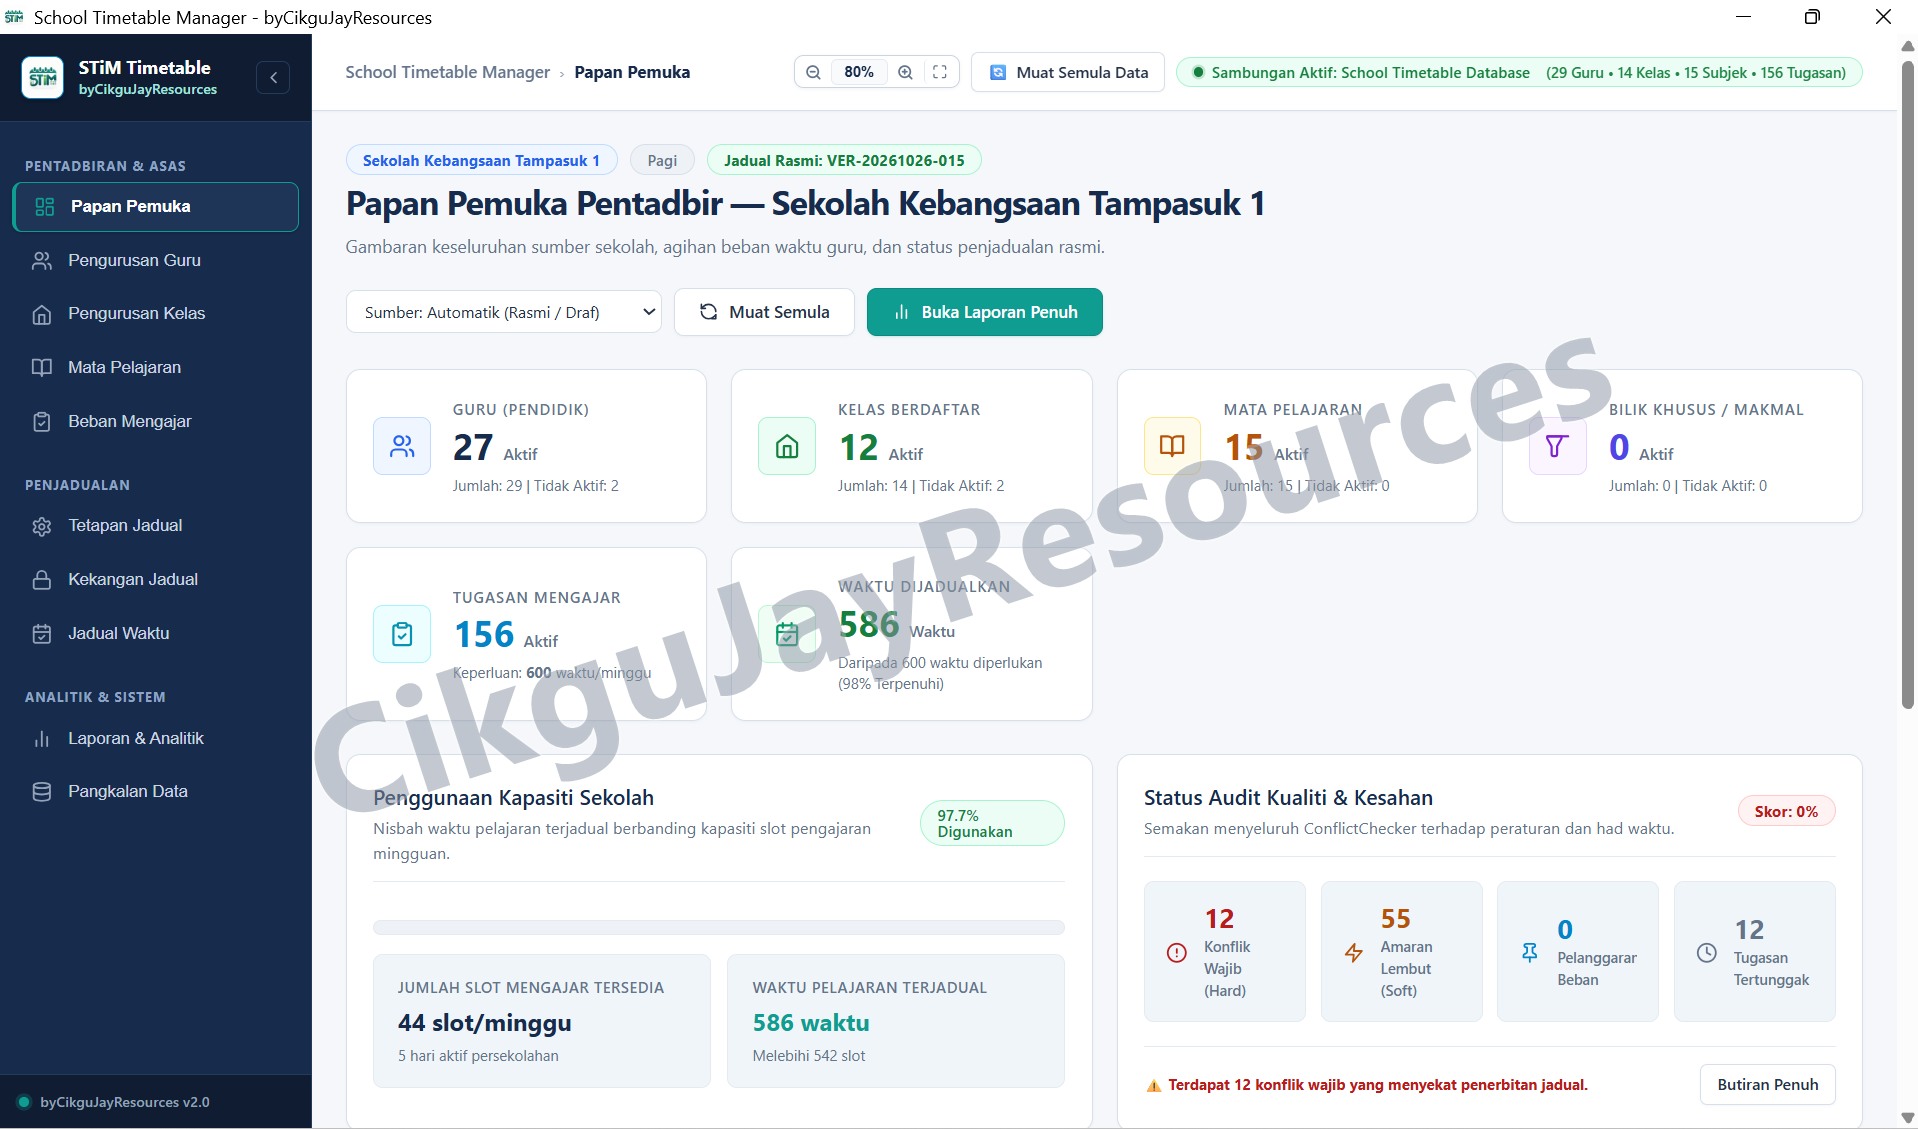 School Timetable Manager - byCikguJayResources
STiM
STiM Timetable
byCikguJayResources
PENTADBIRAN & ASAS
Papan Pemuka
Pengurusan Guru
Pengurusan Kelas
Mata Pelajaran
Beban Mengajar
PENJADUALAN
Tetapan Jadual
Kekangan Jadual
Jadual Waktu
ANALITIK & SISTEM
Laporan & Analitik
Pangkalan Data
byCikguJayResources v2.0
School Timetable Manager › Papan Pemuka
80%
Muat Semula Data
Sambungan Aktif: School Timetable Database (29 Guru • 14 Kelas • 15 Subjek • 156 Tugasan)
Sekolah Kebangsaan Tampasuk 1
Pagi
Jadual Rasmi: VER-20261026-015
Papan Pemuka Pentadbir — Sekolah Kebangsaan Tampasuk 1
Gambaran keseluruhan sumber sekolah, agihan beban waktu guru, dan status penjadualan rasmi.
Sumber: Automatik (Rasmi / Draf)
Muat Semula
Buka Laporan Penuh
GURU (PENDIDIK)
27 Aktif
Jumlah: 29 | Tidak Aktif: 2
KELAS BERDAFTAR
12 Aktif
Jumlah: 14 | Tidak Aktif: 2
MATA PELAJARAN
15 Aktif
Jumlah: 15 | Tidak Aktif: 0
BILIK KHUSUS / MAKMAL
0 Aktif
Jumlah: 0 | Tidak Aktif: 0
TUGASAN MENGAJAR
156 Aktif
Keperluan: 600 waktu/minggu
WAKTU DIJADUALKAN
586 Waktu
Daripada 600 waktu diperlukan
(98% Terpenuhi)
CikguJayResources
Penggunaan Kapasiti Sekolah
Nisbah waktu pelajaran terjadual berbanding kapasiti slot pengajaran
mingguan.
97.7%
Digunakan
JUMLAH SLOT MENGAJAR TERSEDIA
44 slot/minggu
5 hari aktif persekolahan
WAKTU PELAJARAN TERJADUAL
586 waktu
Melebihi 542 slot
Status Audit Kualiti & Kesahan
Semakan menyeluruh ConflictChecker terhadap peraturan dan had waktu.
Skor: 0%
12
Konflik
Wajib
(Hard)
55
Amaran
Lembut
(Soft)
0
Pelanggaran
Beban
12
Tugasan
Tertunggak
Terdapat 12 konflik wajib yang menyekat penerbitan jadual.
Butiran Penuh